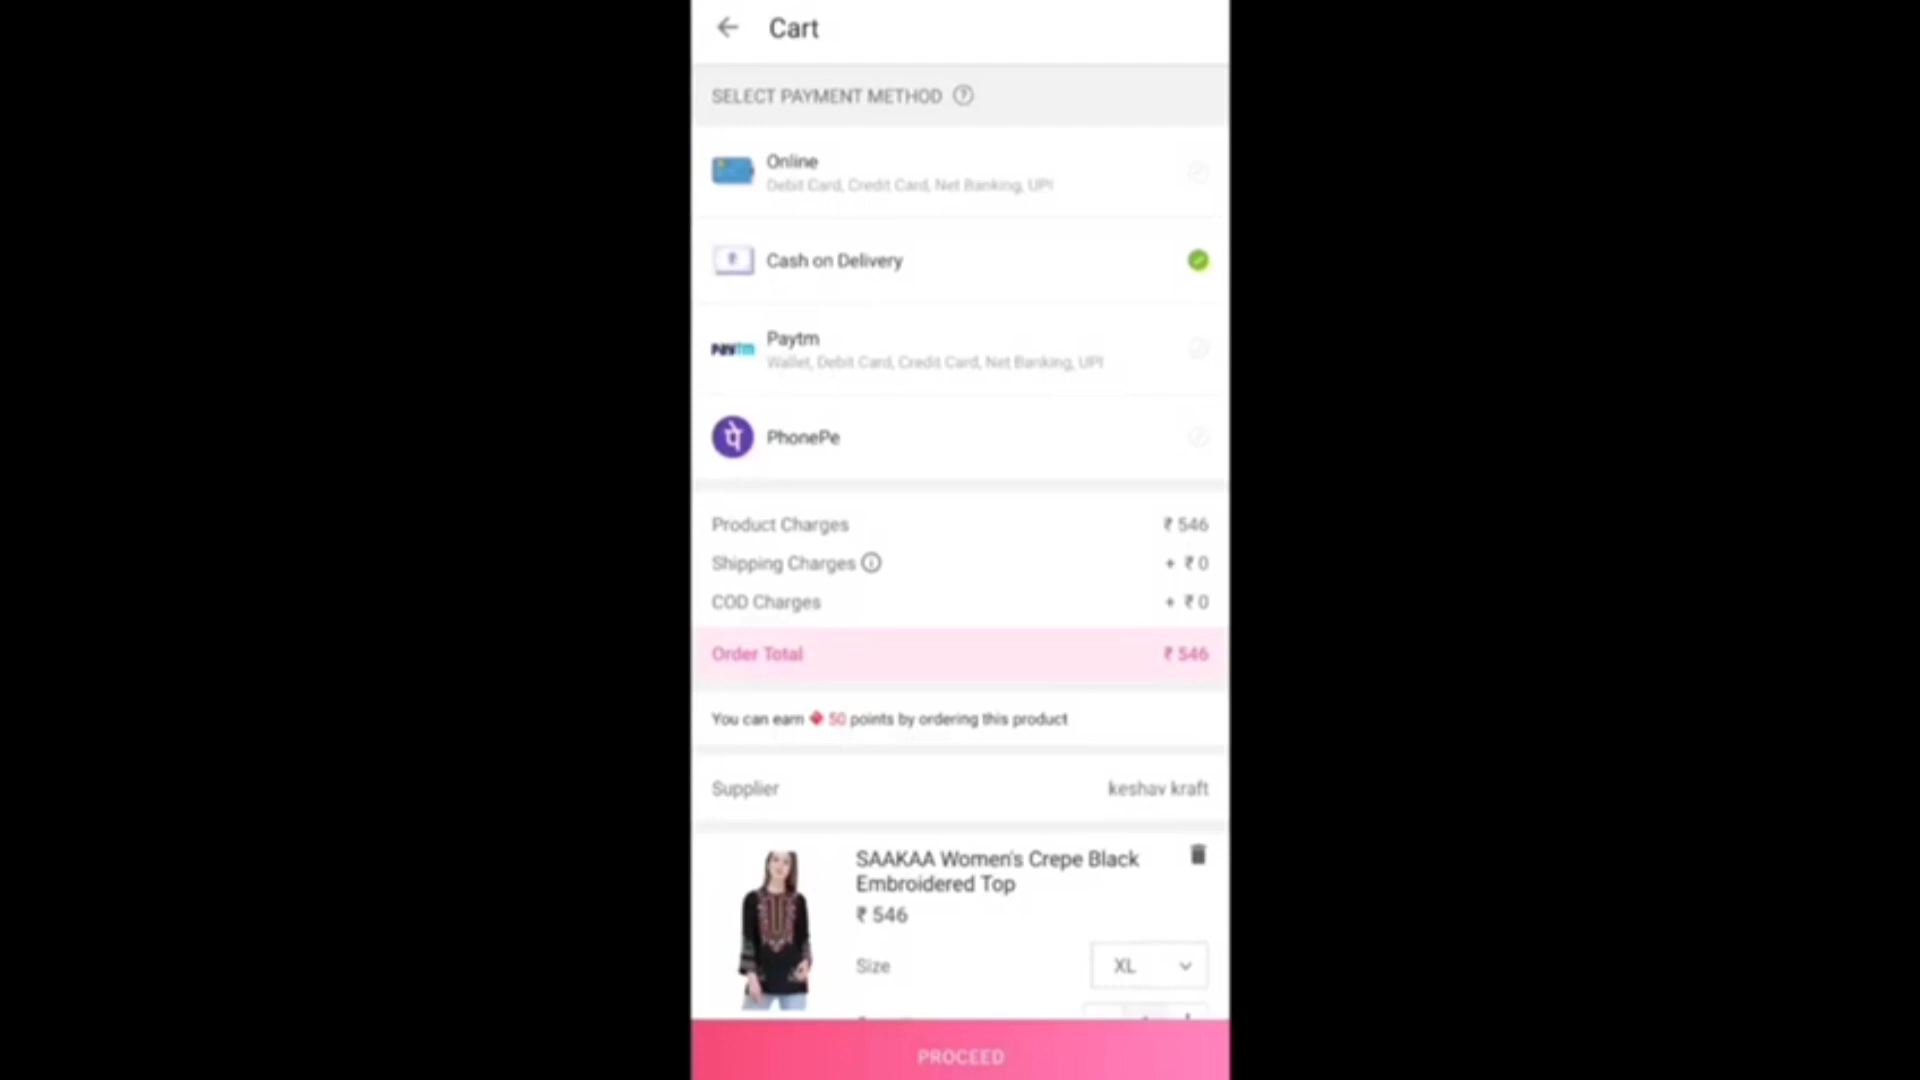 Cart
SELECT PAYMENT METHOD
Online
Debit Card, Credit Card, Net Banking, UPI
Cash on Delivery
Paytm
Paytm
Wallet, Debit Card, Credit Card, Net Banking, UPI
पे PhonePe
Product Charges ₹ 546
Shipping Charges + ₹ 0
COD Charges + ₹ 0
Order Total ₹ 546
You can earn 50 points by ordering this product
Supplier keshav kraft
SAAKAA Women's Crepe Black
Embroidered Top
₹ 546
Size XL
PROCEED